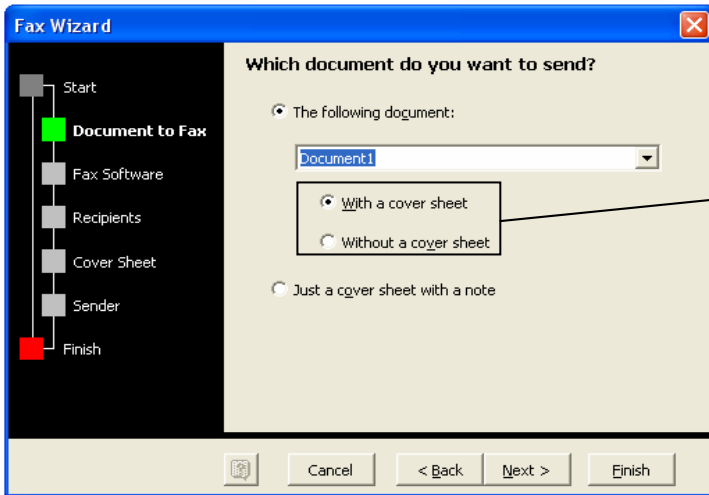 Fax Wizard
Start
Document to Fax
Fax Software
Recipients
Cover Sheet
Sender
Finish
Which document do you want to send?
The following document:
Document1
With a cover sheet
Without a cover sheet
Just a cover sheet with a note
Cancel
< Back
Next >
Finish